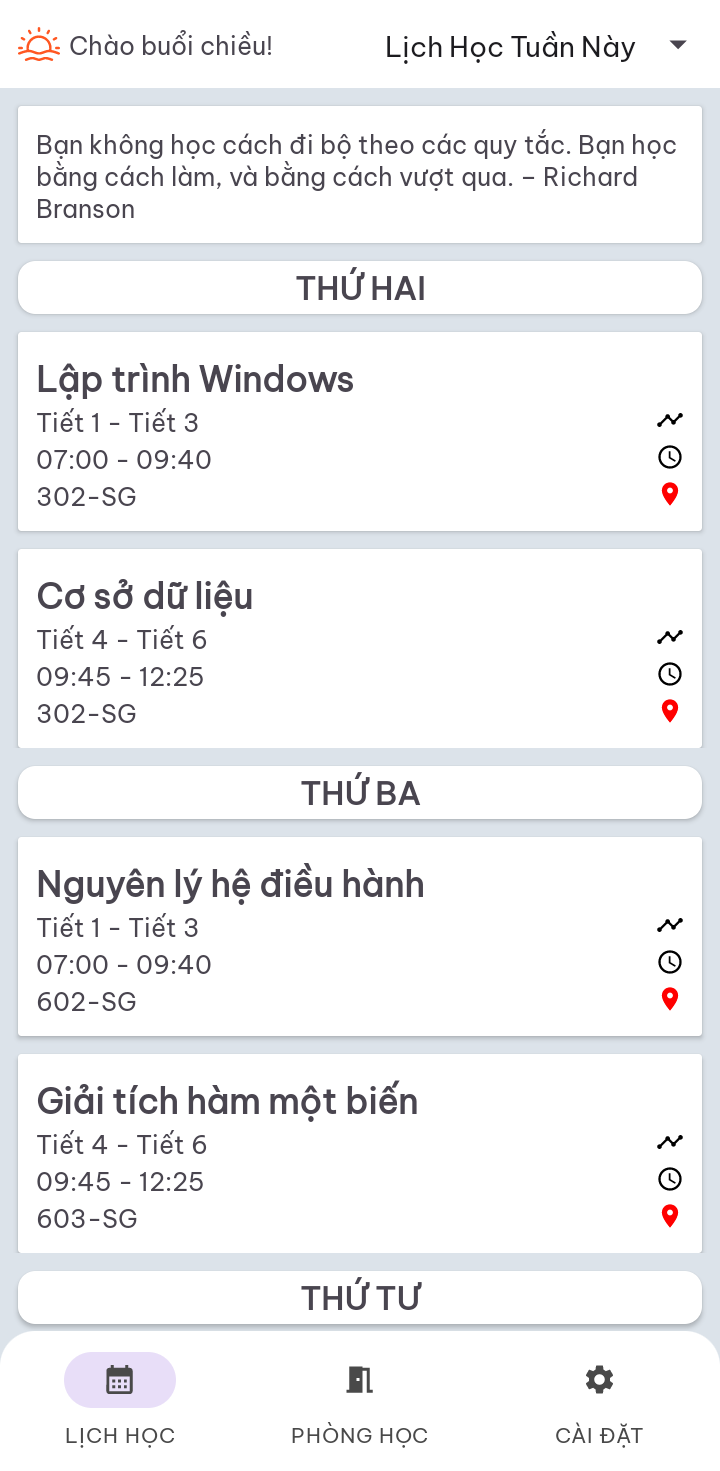 Chào buổi chiều!
Lịch Học Tuần Này
Bạn không học cách đi bộ theo các quy tắc. Bạn học
bằng cách làm, và bằng cách vượt qua. – Richard
Branson
THỨ HAI
Lập trình Windows
Tiết 1 - Tiết 3
07:00 - 09:40
302-SG
Cơ sở dữ liệu
Tiết 4 - Tiết 6
09:45 - 12:25
302-SG
THỨ BA
Nguyên lý hệ điều hành
Tiết 1 - Tiết 3
07:00 - 09:40
602-SG
Giải tích hàm một biến
Tiết 4 - Tiết 6
09:45 - 12:25
603-SG
THỨ TƯ
LỊCH HỌC
PHÒNG HỌC
CÀI ĐẶT